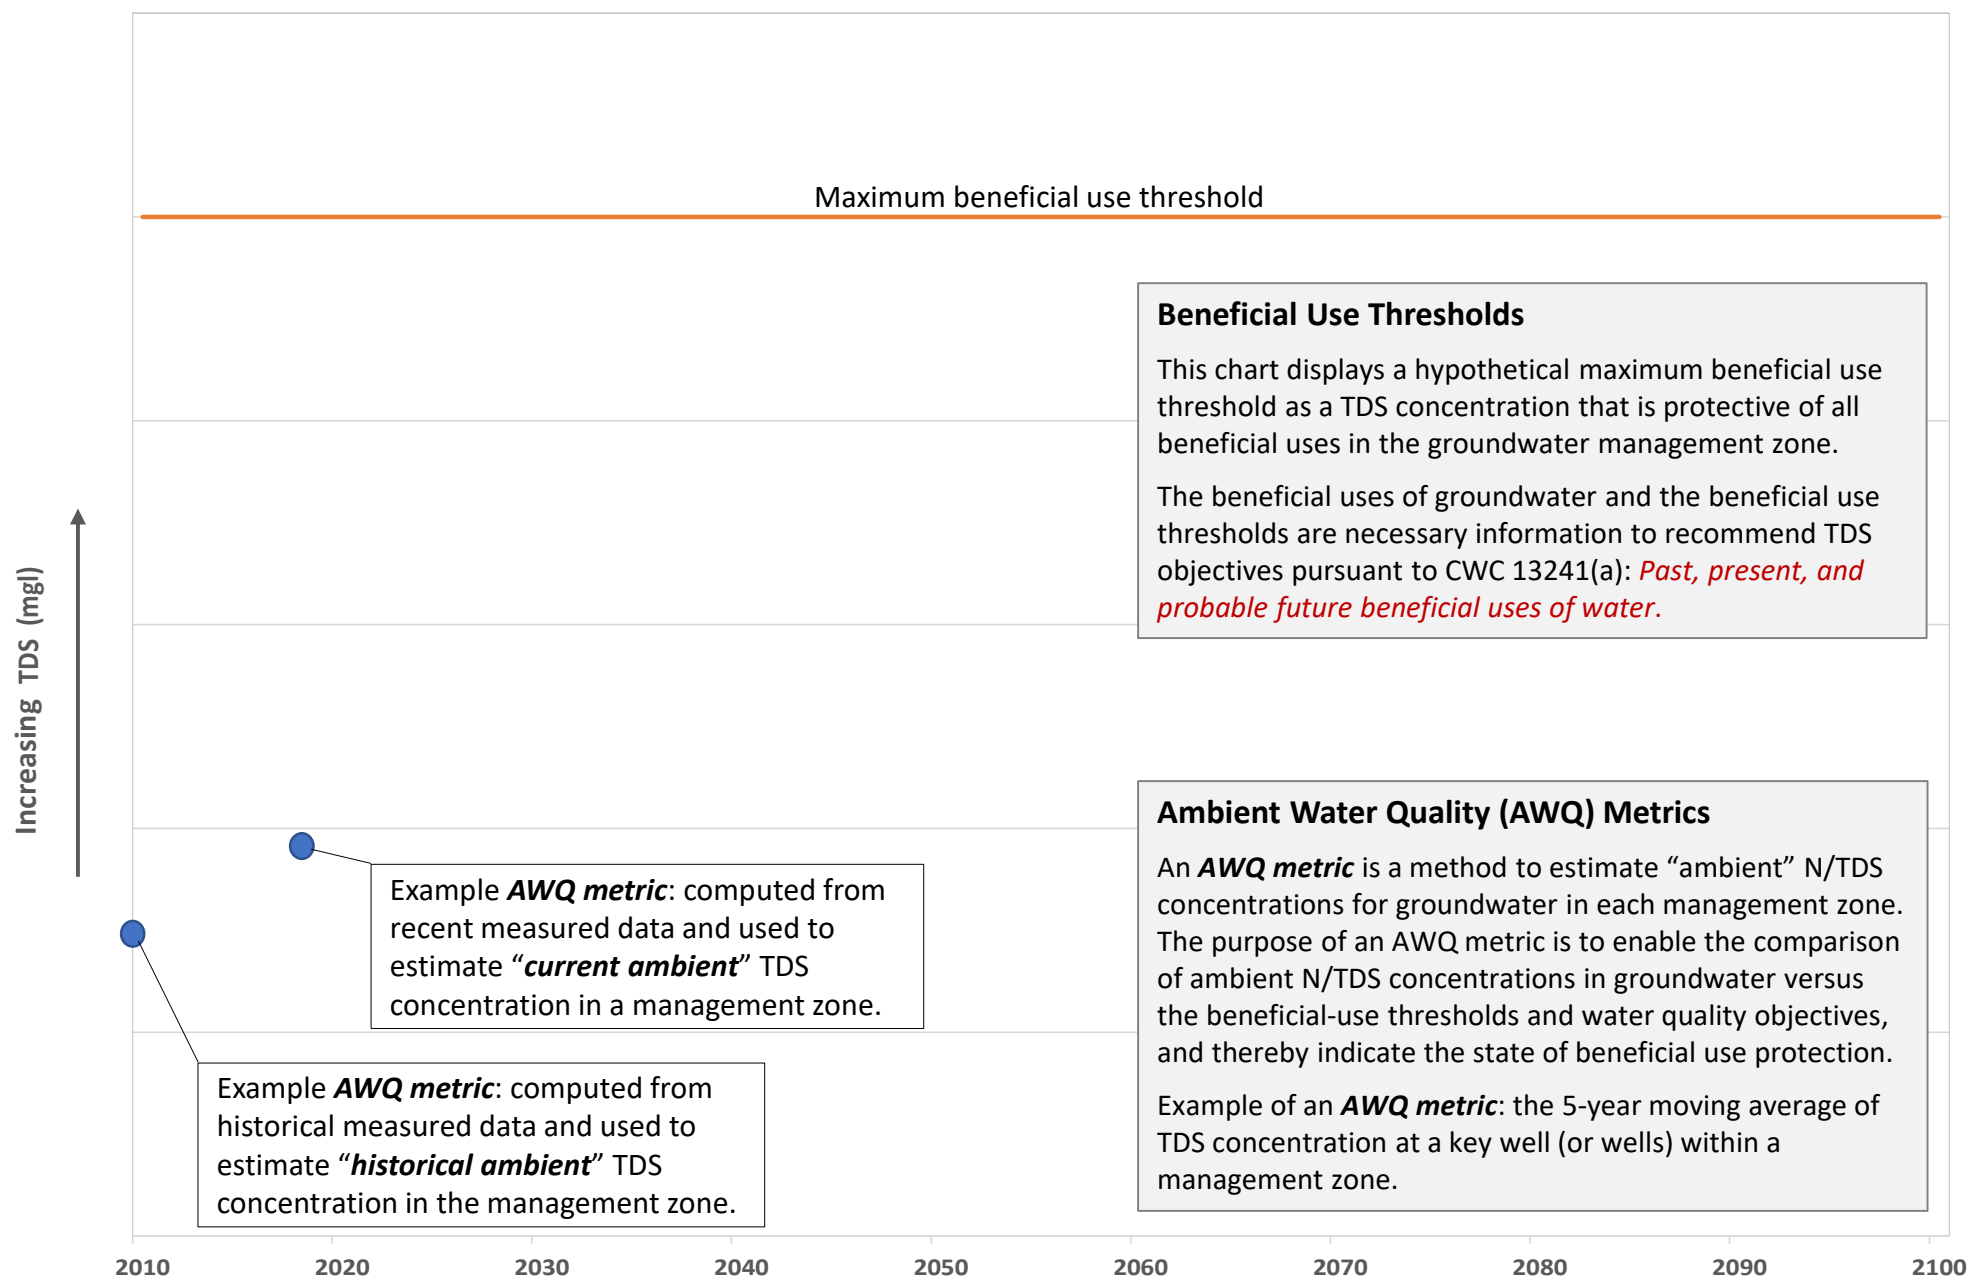 Maximum beneficial use threshold
Beneficial Use Thresholds
This chart displays a hypothetical maximum beneficial use
threshold as a TDS concentration that is protective of all
beneficial uses in the groundwater management zone.
The beneficial uses of groundwater and the beneficial use
thresholds are necessary information to recommend TDS
objectives pursuant to CWC 13241(a): Past, present, and
probable future beneficial uses of water.
Increasing TDS (mgl)
Ambient Water Quality (AWQ) Metrics
An AWQ metric is a method to estimate “ambient” N/TDS
concentrations for groundwater in each management zone.
The purpose of an AWQ metric is to enable the comparison
of ambient N/TDS concentrations in groundwater versus
the beneficial-use thresholds and water quality objectives,
and thereby indicate the state of beneficial use protection.
Example of an AWQ metric: the 5-year moving average of
TDS concentration at a key well (or wells) within a
management zone.
Example AWQ metric: computed from
recent measured data and used to
estimate “current ambient” TDS
concentration in a management zone.
Example AWQ metric: computed from
historical measured data and used to
estimate “historical ambient” TDS
concentration in the management zone.
2010 2020 2030 2040 2050 2060 2070 2080 2090 2100